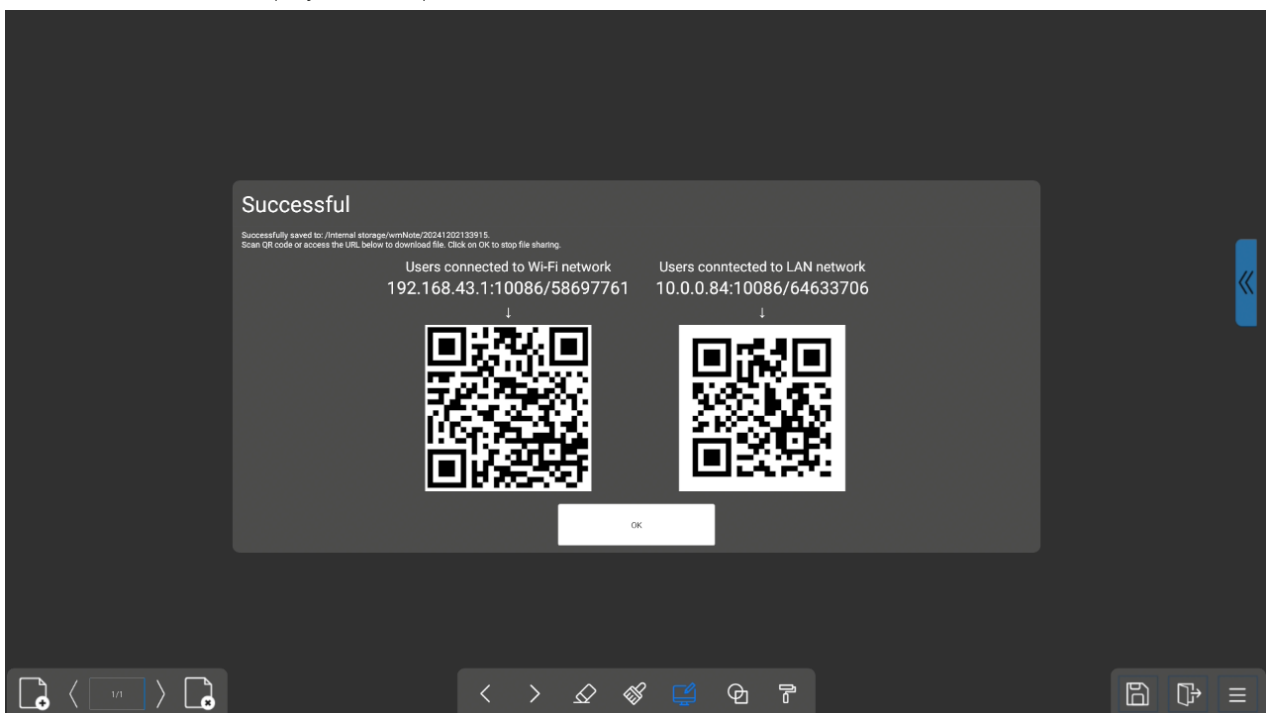 Successful
Successfully saved to: /Internal storage/wmNote/20241202133915.
Scan QR code or access the URL below to download file. Click on OK to stop file sharing.
Users connected to Wi-Fi network
192.168.43.1:10086/58697761
↓
Users conntected to LAN network
10.0.0.84:10086/64633706
↓
OK
1/1